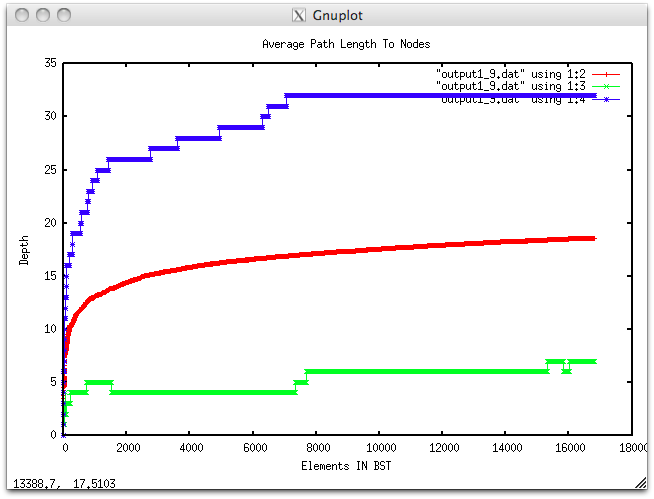 Gnuplot
Average Path Length To Nodes
"output1_9.dat" using 1:2
"output1_9.dat" using 1:3
"output1_9.dat" using 1:4
35
30
25
20
15
10
5
0
Depth
0 2000 4000 6000 8000 10000 12000 14000 16000 18000
Elements IN BST
13388.7, 17.5103